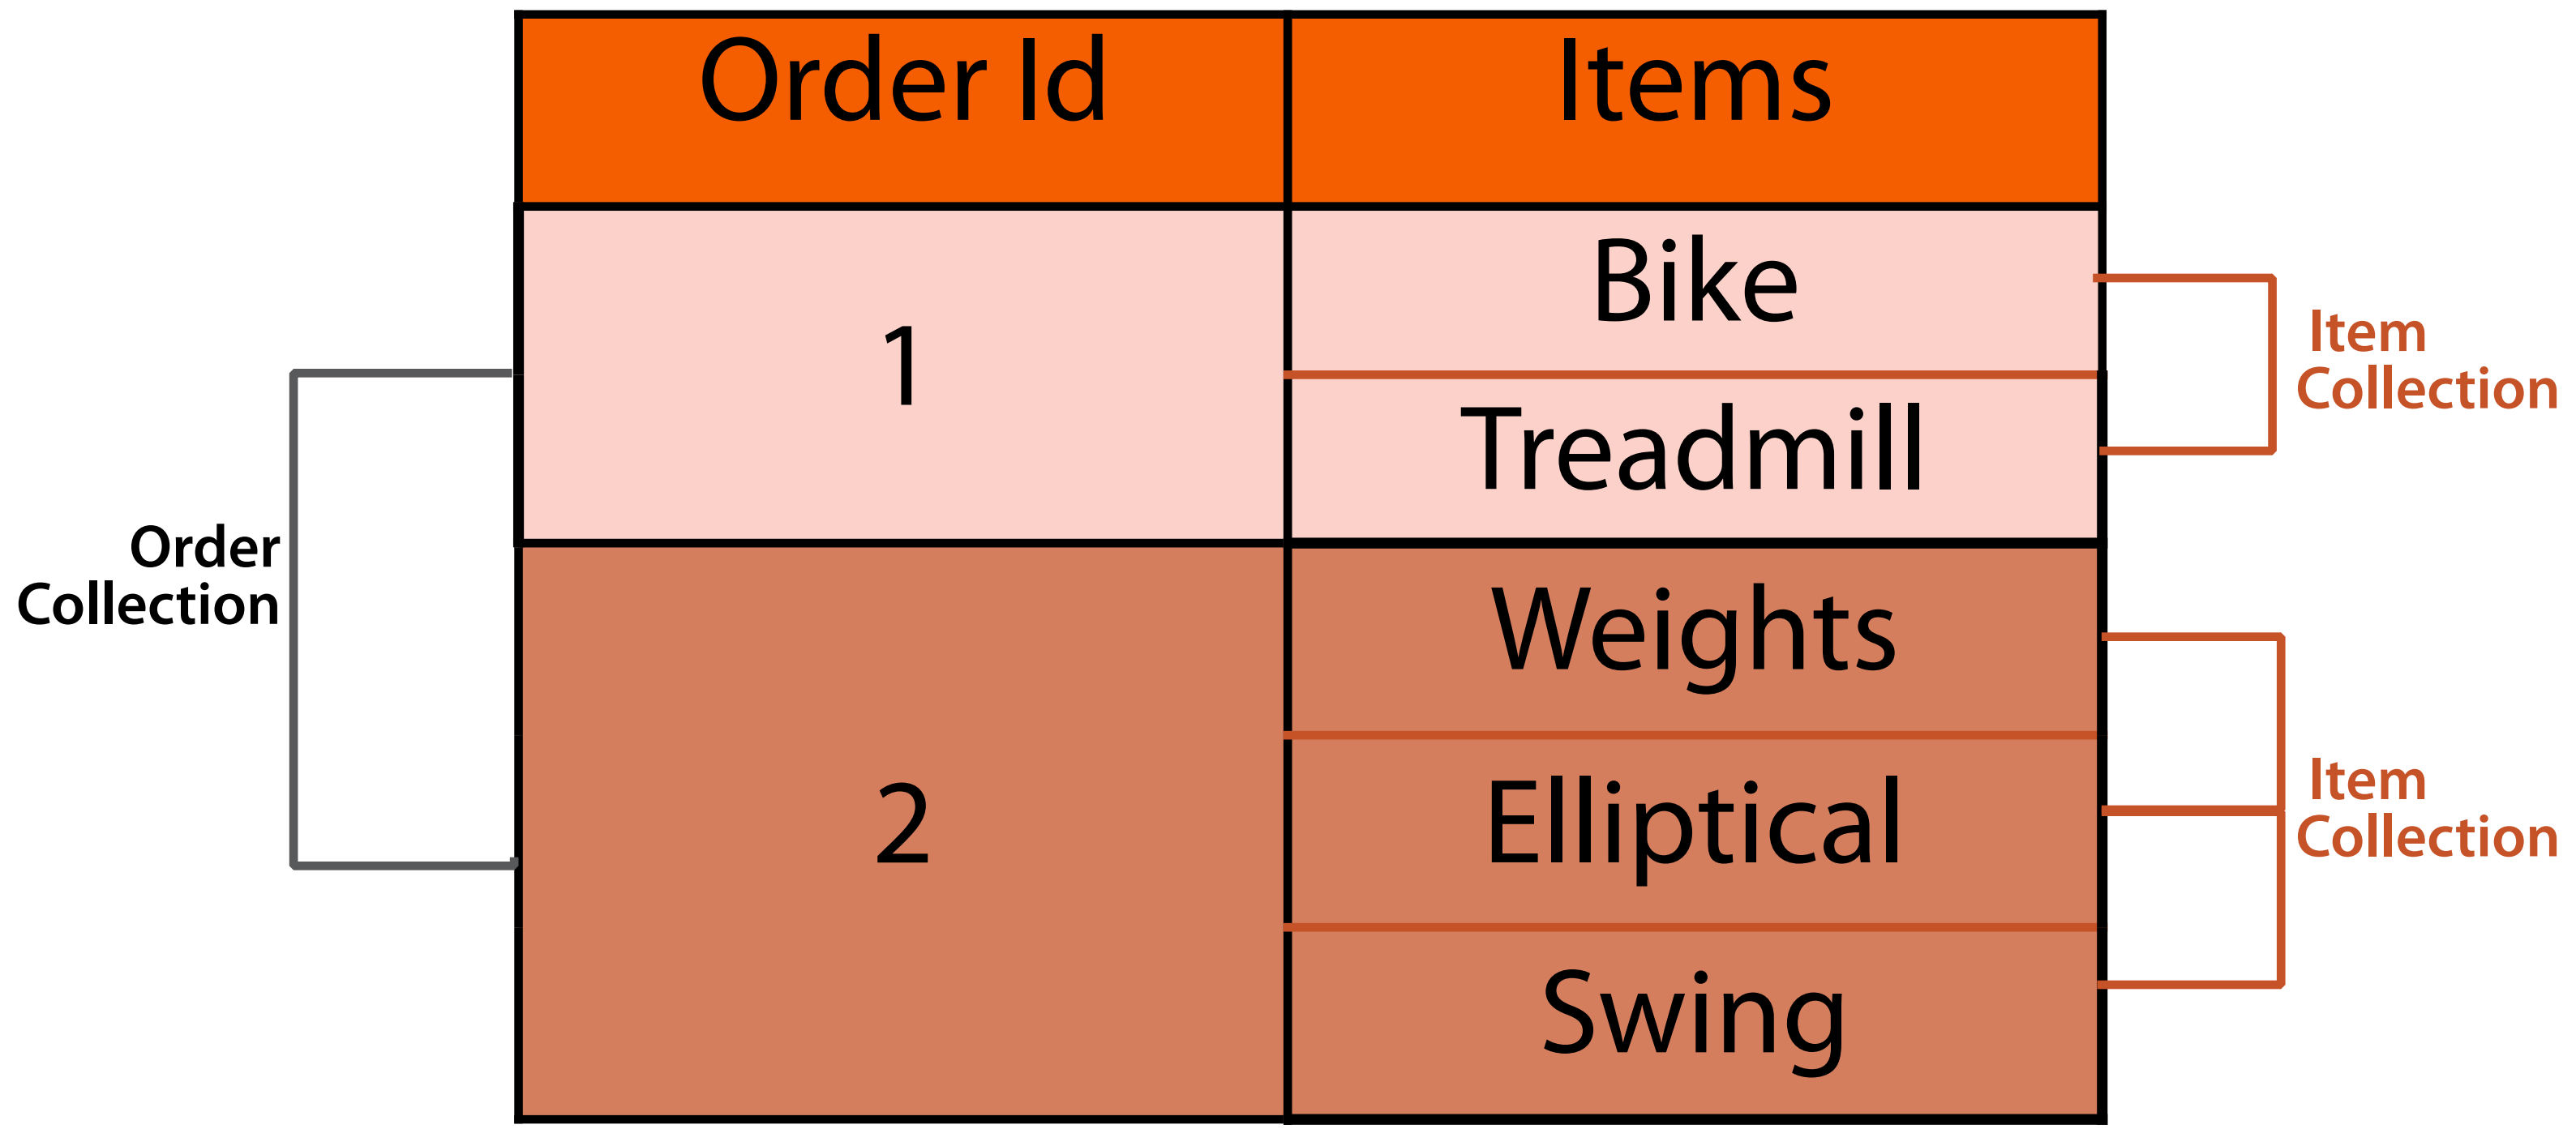 Order Id Items
Bike
1
Treadmill
Item
Collection
Order
Collection
Weights
2
Elliptical
Swing
Item
Collection